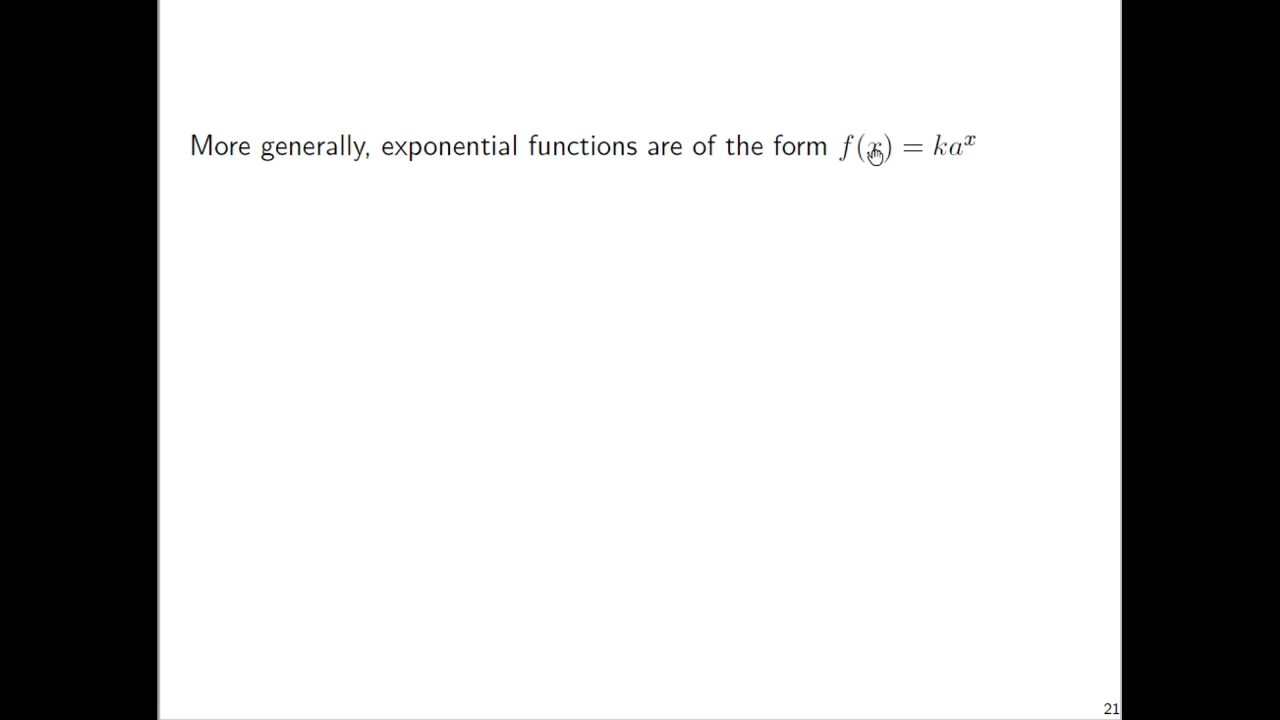 More generally, exponential functions are of the form f(x) = ka^x
21